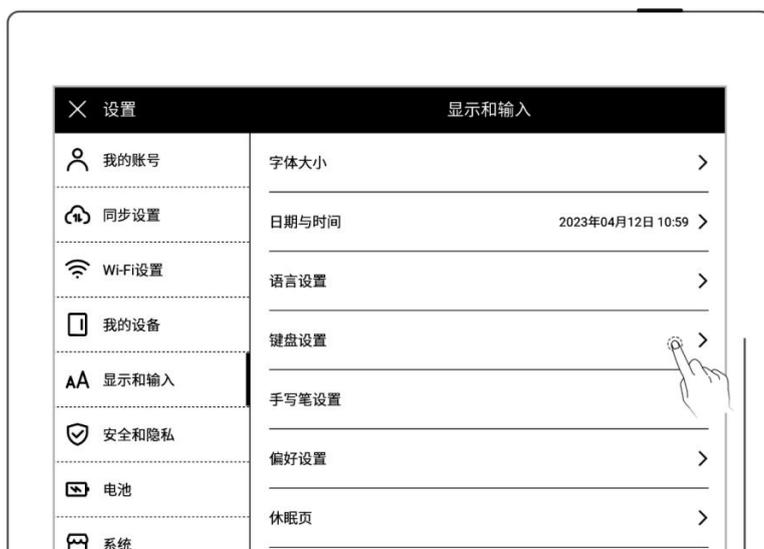 设置
显示和输入
我的账号
同步设置
Wi-Fi设置
我的设备
AA 显示和输入
安全和隐私
电池
系统
字体大小
日期与时间 2023年04月12日 10:59
语言设置
键盘设置
手写笔设置
偏好设置
休眠页